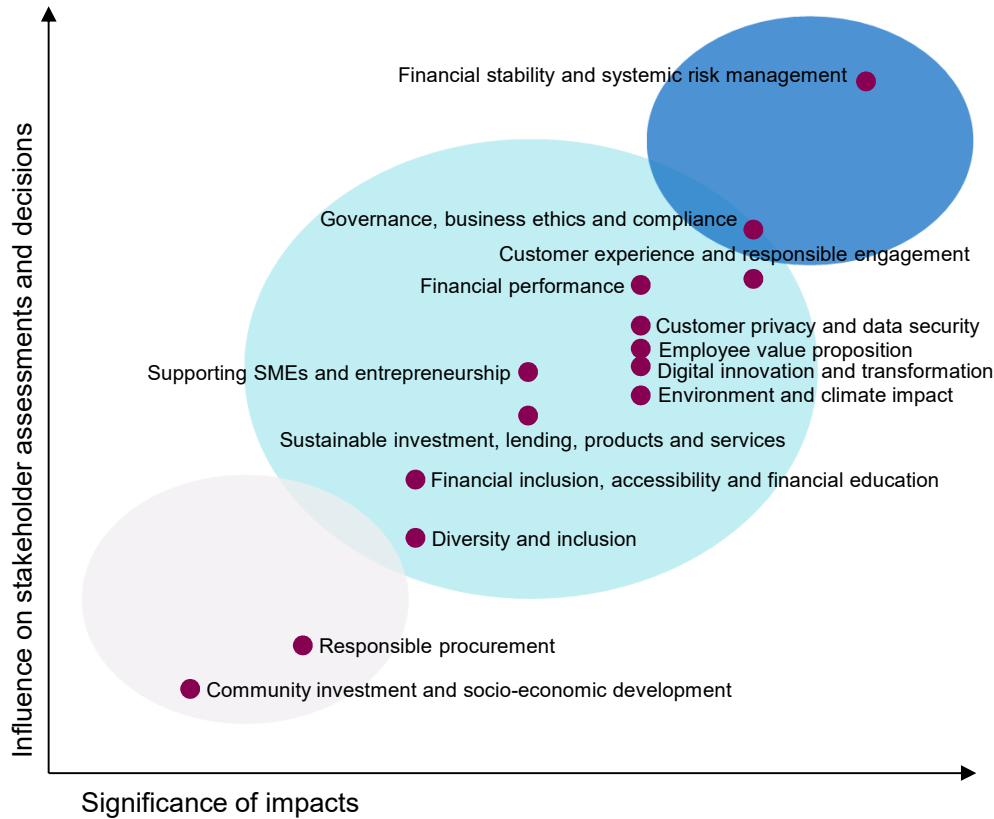 Influence on stakeholder assessments and decisions
Financial stability and systemic risk management
Governance, business ethics and compliance
Customer experience and responsible engagement
Financial performance
Customer privacy and data security
Employee value proposition
Digital innovation and transformation
Supporting SMEs and entrepreneurship
Environment and climate impact
Sustainable investment, lending, products and services
Financial inclusion, accessibility and financial education
Diversity and inclusion
Responsible procurement
Community investment and socio-economic development
Significance of impacts